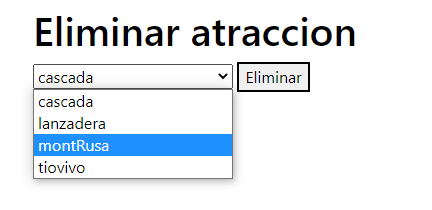 Eliminar atraccion
cascada Eliminar
cascada
lanzadera
montRusa
tiovivo